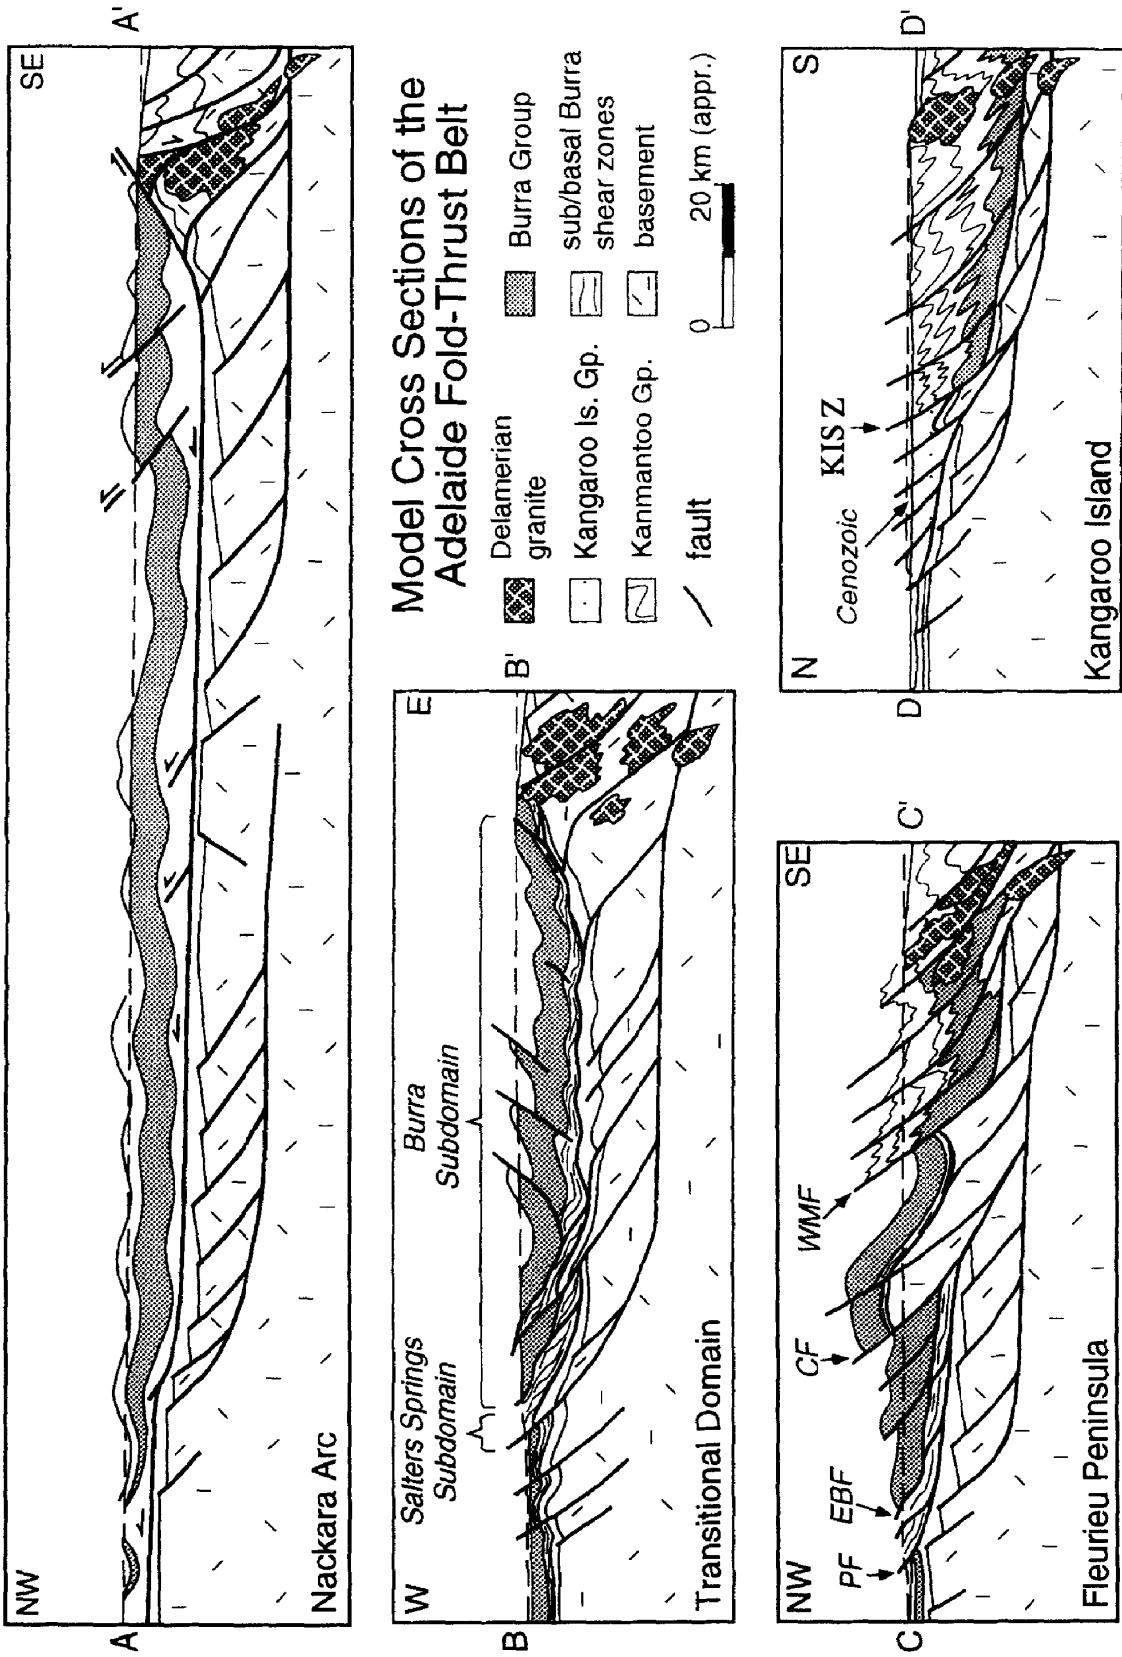 A
A'
NW
SE
Nackara Arc
Model Cross Sections of the
Adelaide Fold-Thrust Belt
Delamerian
granite
Kangaroo Is. Gp.
Kanmantoo Gp.
fault
Burra Group
sub/basal Burra
shear zones
basement
0
20 km (appr.)
B
B'
W
E
Salters Springs
Subdomain
Burra
Subdomain
Transitional Domain
C
C'
NW
SE
PF
EBF
CF
WMF
Fleurieu Peninsula
D
D'
N
S
Cenozoic
KIS Z
Kangaroo Island